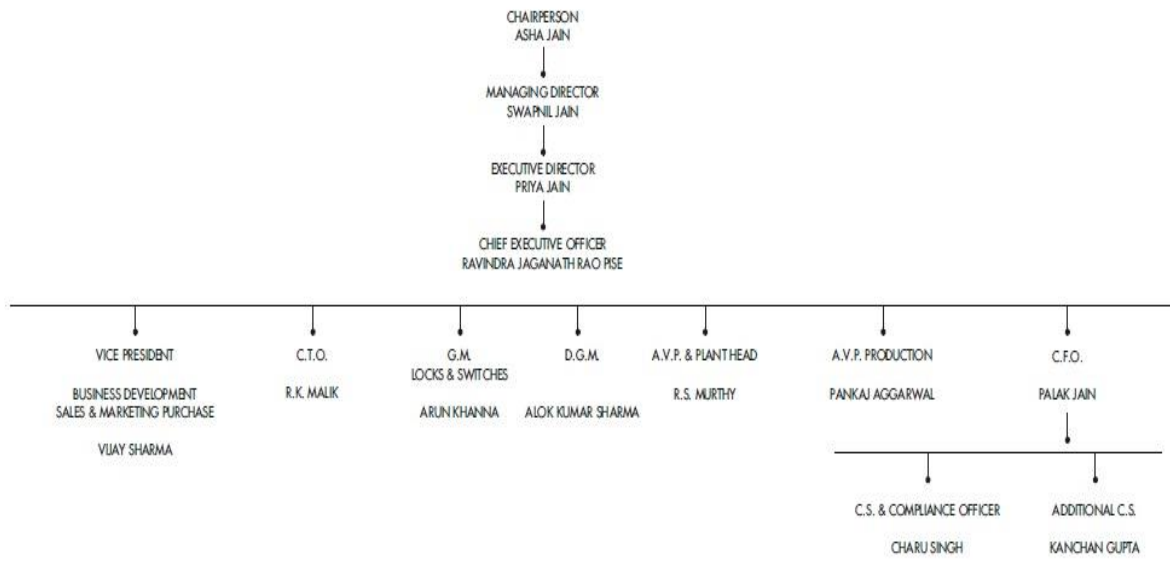 CHAIRPERSON
ASHA JAIN
MANAGING DIRECTOR
SWAPNIL JAIN
EXECUTIVE DIRECTOR
PRIYA JAIN
CHIEF EXECUTIVE OFFICER
RAVINDRA JAGANATH RAO PISE
VICE PRESIDENT
BUSINESS DEVELOPMENT
SALES & MARKETING PURCHASE
VIJAY SHARMA
C.T.O.
R.K. MALIK
G.M.
LOCKS & SWITCHES
ARUN KHANNA
D.G.M.
ALOK KUMAR SHARMA
A.V.P. & PLANT HEAD
R.S. MURTHY
A.V.P. PRODUCTION
PANKAJ AGGARWAL
C.F.O.
PALAK JAIN
C.S. & COMPLIANCE OFFICER
CHARU SINGH
ADDITIONAL C.S.
KANCHAN GUPTA